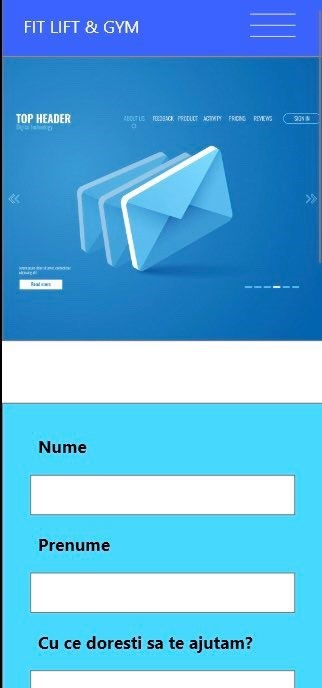 FIT LIFT & GYM
TOP HEADER
Digital Technology
ABOUT US FEEDBACK PRODUCT ACTIVITY PRICING REVIEWS SIGN IN
Read more
Nume
Prenume
Cu ce doresti sa te ajutam?